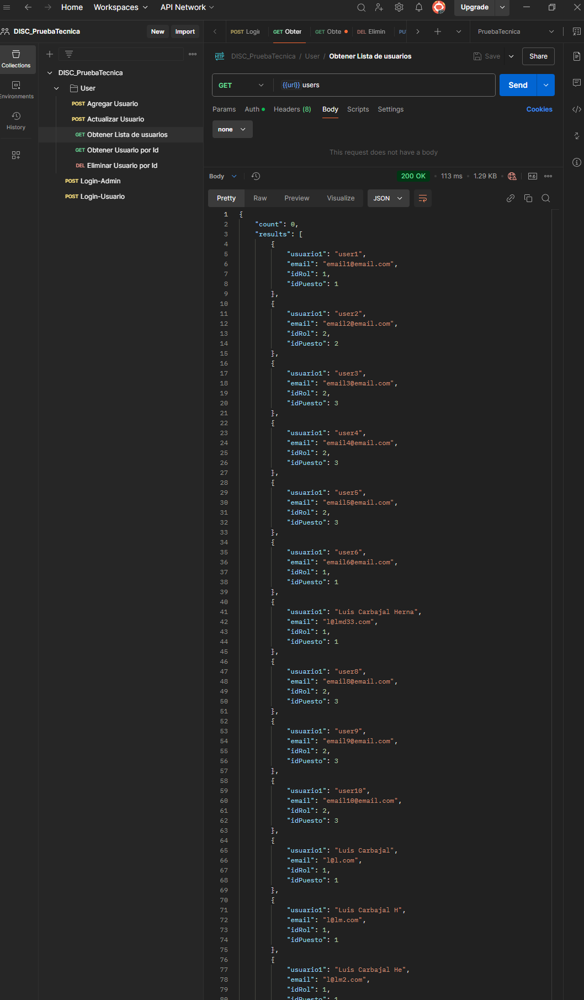 Home Workspaces API Network Upgrade
DISC_PruebaTecnica New Import POST Logi GET Obter GET Obte DEL Elimin PU PruebaTecnica
Collections
Environments
History
DISC_PruebaTecnica
User
POST Agregar Usuario
POST Actualizar Usuario
GET Obtener Lista de usuarios
GET Obtener Usuario por Id
DEL Eliminar Usuario por Id
POST Login-Admin
POST Login-Usuario
HTTP DISC_PruebaTecnica / User / Obtener Lista de usuarios Save Share
GET {{url}} users Send
Params Auth Headers (8) Body Scripts Settings Cookies
none
This request does not have a body
Body 200 OK 113 ms 1.29 KB e.g.
Pretty Raw Preview Visualize JSON
1 {
2 "count": 0,
3 "results": [
4 {
5 "usuario1": "user1",
6 "email": "email1@email.com",
7 "idRol": 1,
8 "idPuesto": 1
9 },
10 {
11 "usuario1": "user2",
12 "email": "email2@email.com",
13 "idRol": 2,
14 "idPuesto": 2
15 },
16 {
17 "usuario1": "user3",
18 "email": "email3@email.com",
19 "idRol": 2,
20 "idPuesto": 3
21 },
22 {
23 "usuario1": "user4",
24 "email": "email4@email.com",
25 "idRol": 2,
26 "idPuesto": 3
27 },
28 {
29 "usuario1": "user5",
30 "email": "email5@email.com",
31 "idRol": 2,
32 "idPuesto": 3
33 },
34 {
35 "usuario1": "user6",
36 "email": "email6@email.com",
37 "idRol": 1,
38 "idPuesto": 1
39 },
40 {
41 "usuario1": "Luis Carbajal Herna",
42 "email": "l@lmd33.com",
43 "idRol": 1,
44 "idPuesto": 1
45 },
46 {
47 "usuario1": "user8",
48 "email": "email8@email.com",
49 "idRol": 2,
50 "idPuesto": 3
51 },
52 {
53 "usuario1": "user9",
54 "email": "email9@email.com",
55 "idRol": 2,
56 "idPuesto": 3
57 },
58 {
59 "usuario1": "user10",
60 "email": "email10@email.com",
61 "idRol": 2,
62 "idPuesto": 3
63 },
64 {
65 "usuario1": "Luis Carbajal",
66 "email": "l@l.com",
67 "idRol": 1,
68 "idPuesto": 1
69 },
70 {
71 "usuario1": "Luis Carbajal H",
72 "email": "l@lm.com",
73 "idRol": 1,
74 "idPuesto": 1
75 },
76 {
77 "usuario1": "Luis Carbajal He",
78 "email": "l@lm2.com",
79 "idRol": 1,
80 "idPuesto": 1